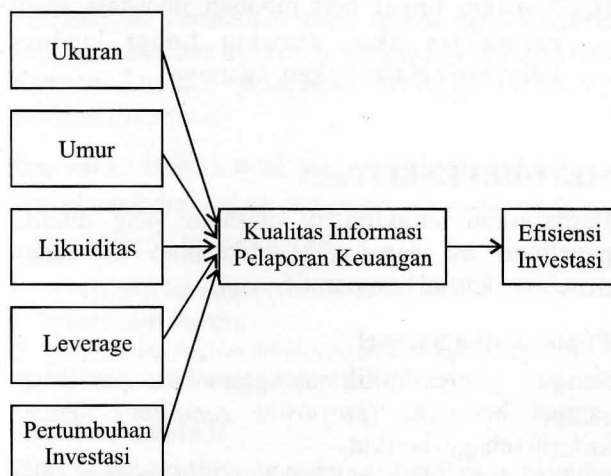 Ukuran
Umur
Likuiditas
Leverage
Pertumbuhan
Investasi
Kualitas Informasi
Pelaporan Keuangan
Efisiensi
Investasi